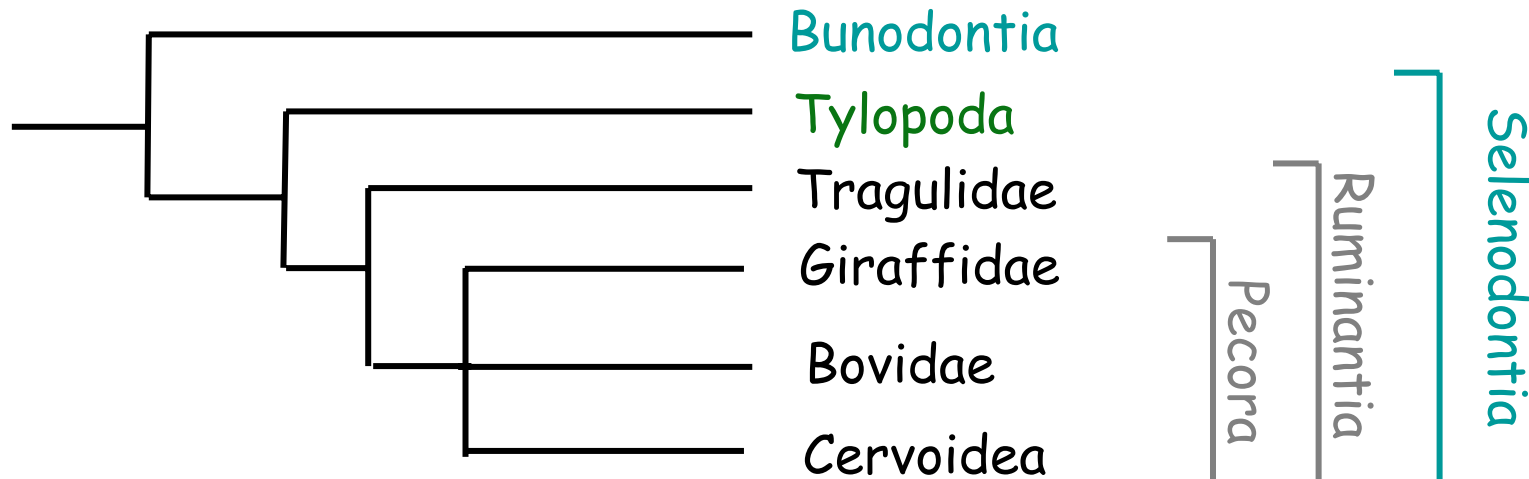 Bunodontia
Tylopoda
Tragulidae
Giraffidae
Bovidae
Cervoidea
Pecora
Ruminantia
Selenodontia